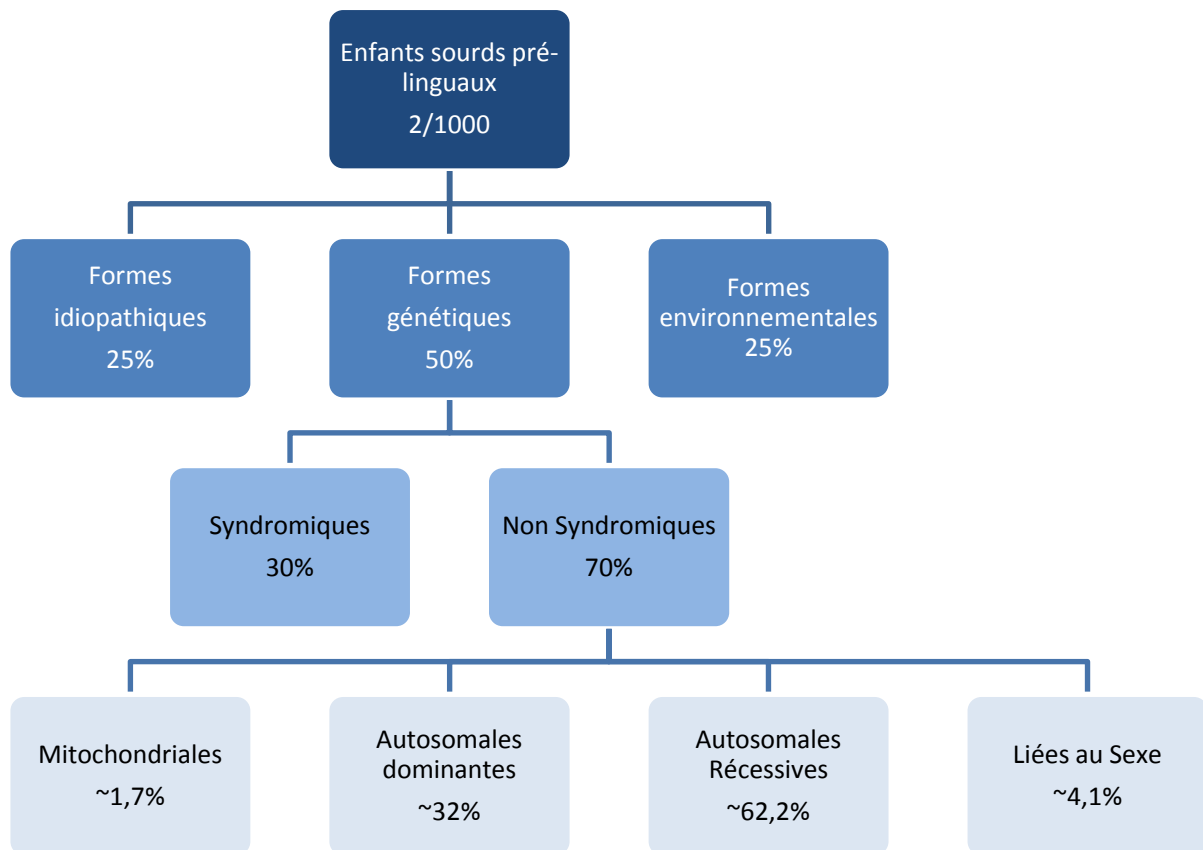 Enfants sourds pré-
linguaux
2/1000
Formes
idiopathiques
25%
Formes
génétiques
50%
Formes
environnementales
25%
Syndromiques
30%
Non Syndromiques
70%
Mitochondriales
~1,7%
Autosomales
dominantes
~32%
Autosomales
Récessives
~62,2%
Liées au Sexe
~4,1%